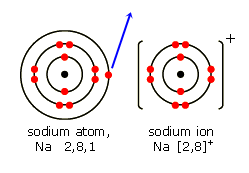 +
sodium atom,
Na 2,8,1
sodium ion
Na [2,8]⁺